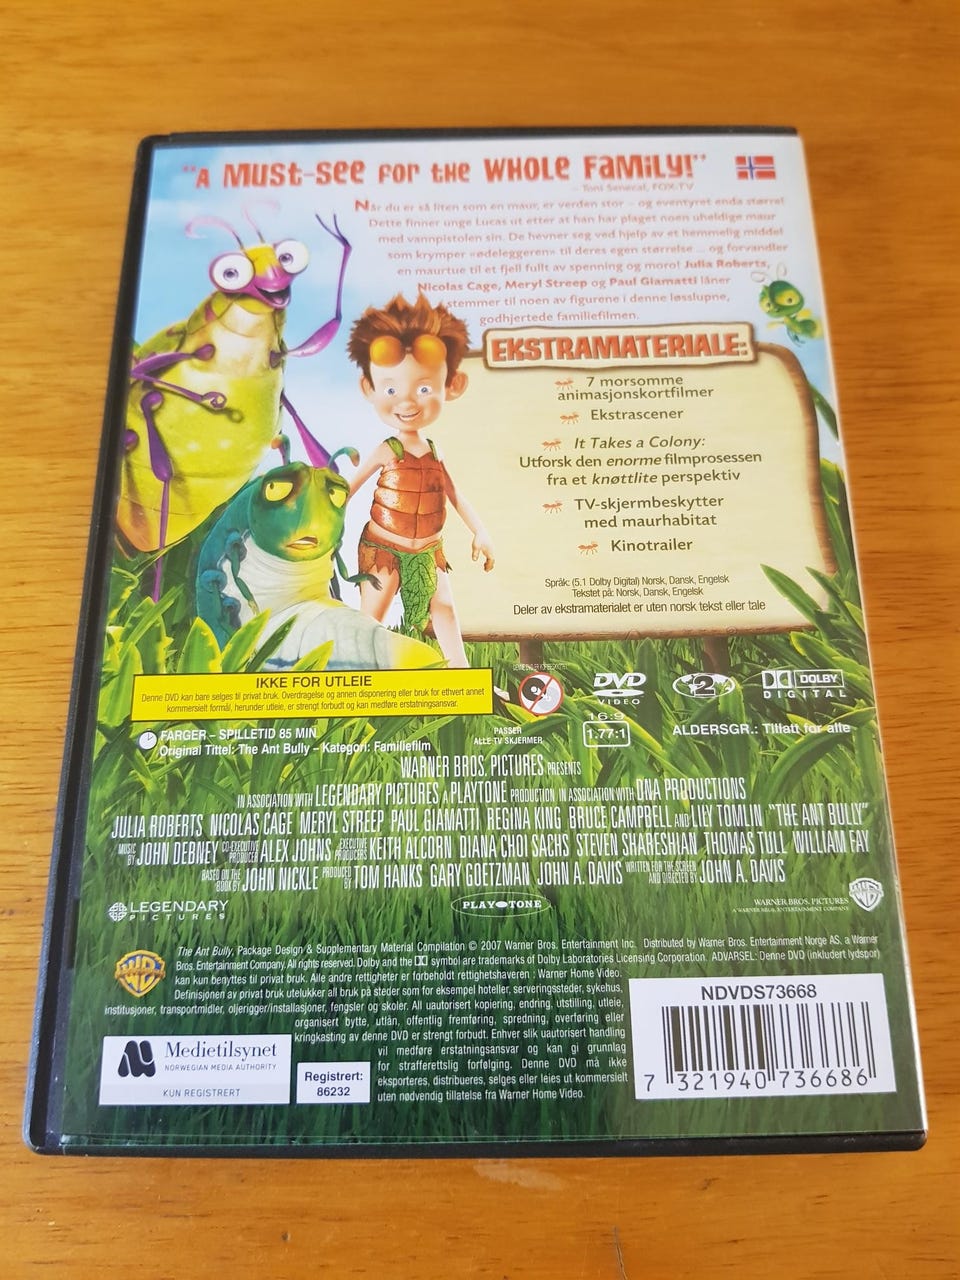 "A MUST-SEE FOR THE WHOLE FAMILY!"
– Toni Senecal, FOX-TV
Når du er så liten som en maur, er verden stor – og eventyret enda større!
Dette finner unge Lucas ut etter at han har plaget noen uheldige maur
med vannpistolen sin. De hevner seg ved hjelp av et hemmelig middel
som krymper «ødeleggeren» til deres egen størrelse ... og forvandler
en maurtue til et fjell fullt av spenning og moro! Julia Roberts,
Nicolas Cage, Meryl Streep og Paul Giamatti låner
stemmer til noen av figurene i denne løsslupne,
godhjertede familiefilmen.
EKSTRAMATERIALE:
7 morsomme
animasjonskortfilmer
Ekstrascener
It Takes a Colony:
Utforsk den enorme filmprosessen
fra et knøttlite perspektiv
TV-skjermbeskytter
med maurhabitat
Kinotrailer
Språk: (5.1 Dolby Digital) Norsk, Dansk, Engelsk
Tekstet på: Norsk, Dansk, Engelsk
Deler av ekstramaterialet er uten norsk tekst eller tale
IKKE FOR UTLEIE
Denne DVD kan bare selges til privat bruk. Overdragelse og annen disponering eller bruk for ethvert annet
kommersielt formål, herunder utleie, er strengt forbudt og kan medføre erstatningsansvar.
DVD
VIDEO
2
DOLBY
DIGITAL
FARGER – SPILLETID 85 MIN.
Original Tittel: The Ant Bully – Kategori: Familiefilm
PASSER
ALLE TV SKJERMER
16:9
1.77:1
ALDERSGR.: Tillatt for alle
WARNER BROS. PICTURES PRESENTS
IN ASSOCIATION WITH LEGENDARY PICTURES A PLAYTONE PRODUCTION IN ASSOCIATION WITH DNA PRODUCTIONS
JULIA ROBERTS NICOLAS CAGE MERYL STREEP PAUL GIAMATTI REGINA KING BRUCE CAMPBELL AND LILY TOMLIN "THE ANT BULLY"
MUSIC BY JOHN DEBNEY CO-EXECUTIVE PRODUCER ALEX JOHNS EXECUTIVE PRODUCERS KEITH ALCORN DIANA CHOI SACHS STEVEN SHARESHIAN THOMAS TULL WILLIAM FAY
BASED ON THE BOOK BY JOHN NICKLE PRODUCED BY TOM HANKS GARY GOETZMAN JOHN A. DAVIS WRITTEN FOR THE SCREEN AND DIRECTED BY JOHN A. DAVIS
LEGENDARY
PICTURES
PLAYTONE
WARNER BROS. PICTURES
A WARNER BROS. ENTERTAINMENT COMPANY
The Ant Bully, Package Design & Supplementary Material Compilation © 2007 Warner Bros. Entertainment Inc. Distributed by Warner Bros. Entertainment Norge AS, a Warner
Bros. Entertainment Company. All rights reserved. Dolby and the symbol are trademarks of Dolby Laboratories Licensing Corporation. ADVARSEL: Denne DVD (inkludert lydspor)
kan kun benyttes til privat bruk. Alle andre rettigheter er forbeholdt rettighetshaveren : Warner Home Video.
Definisjonen av privat bruk utelukker all bruk på steder som for eksempel hoteller, serveringssteder, sykehus,
institusjoner, transportmidler, oljerigger/installasjoner, fengsler og skoler. All uautorisert kopiering, endring, utstilling, utleie,
organisert bytte, utlån, offentlig fremføring, spredning, overføring eller
kringkasting av denne DVD er strengt forbudt. Enhver slik uautorisert handling
vil medføre erstatningsansvar og kan gi grunnlag
for strafferettslig forfølging. Denne DVD må ikke
eksporteres, distribueres, selges eller leies ut kommersielt
uten nødvendig tillatelse fra Warner Home Video.
Medietilsynet
NORWEGIAN MEDIA AUTHORITY
KUN REGISTRERT
Registrert:
86232
NDVDS73668
7 321940 736686